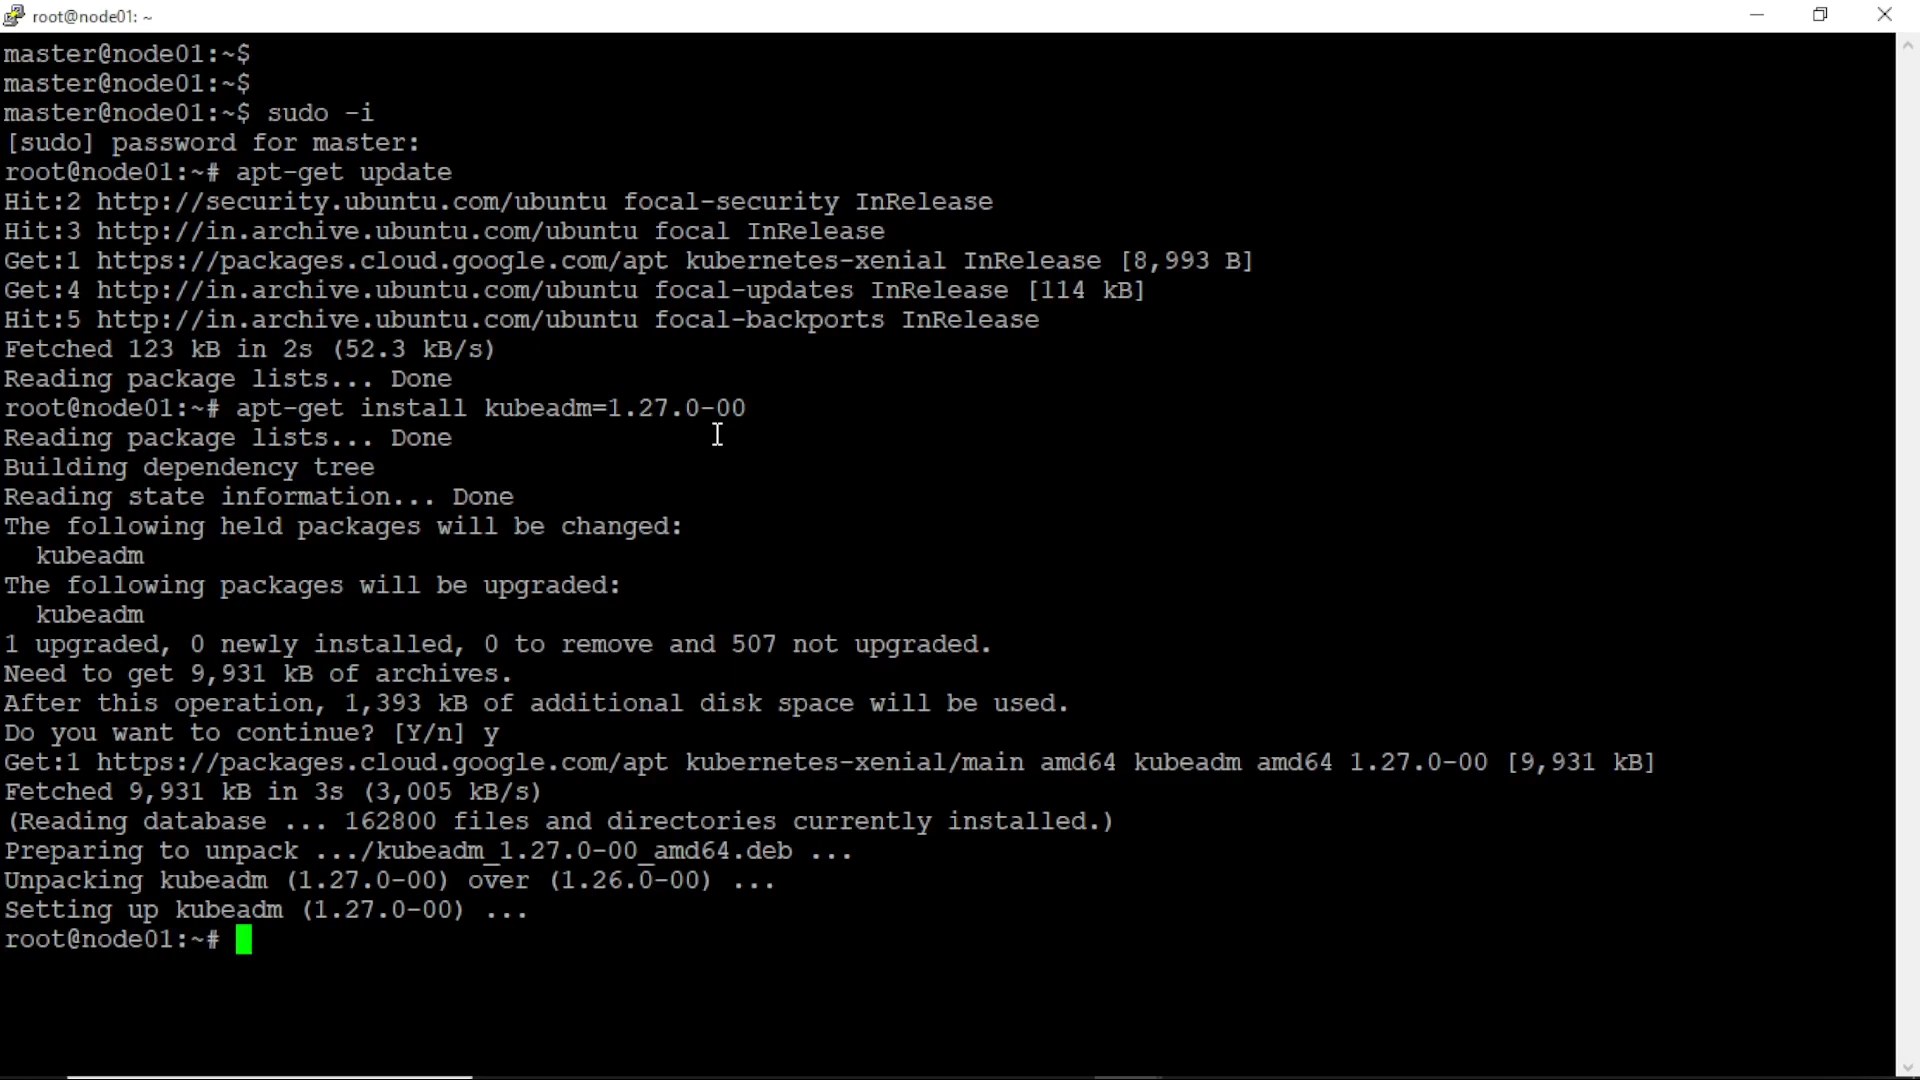 root@node01: ~
master@node01:~$
master@node01:~$
master@node01:~$ sudo -i
[sudo] password for master:
root@node01:~# apt-get update
Hit:2 http://security.ubuntu.com/ubuntu focal-security InRelease
Hit:3 http://in.archive.ubuntu.com/ubuntu focal InRelease
Get:1 https://packages.cloud.google.com/apt kubernetes-xenial InRelease [8,993 B]
Get:4 http://in.archive.ubuntu.com/ubuntu focal-updates InRelease [114 kB]
Hit:5 http://in.archive.ubuntu.com/ubuntu focal-backports InRelease
Fetched 123 kB in 2s (52.3 kB/s)
Reading package lists... Done
root@node01:~# apt-get install kubeadm=1.27.0-00
Reading package lists... Done
Building dependency tree
Reading state information... Done
The following held packages will be changed:
  kubeadm
The following packages will be upgraded:
  kubeadm
1 upgraded, 0 newly installed, 0 to remove and 507 not upgraded.
Need to get 9,931 kB of archives.
After this operation, 1,393 kB of additional disk space will be used.
Do you want to continue? [Y/n] y
Get:1 https://packages.cloud.google.com/apt kubernetes-xenial/main amd64 kubeadm amd64 1.27.0-00 [9,931 kB]
Fetched 9,931 kB in 3s (3,005 kB/s)
(Reading database ... 162800 files and directories currently installed.)
Preparing to unpack .../kubeadm_1.27.0-00_amd64.deb ...
Unpacking kubeadm (1.27.0-00) over (1.26.0-00) ...
Setting up kubeadm (1.27.0-00) ...
root@node01:~#